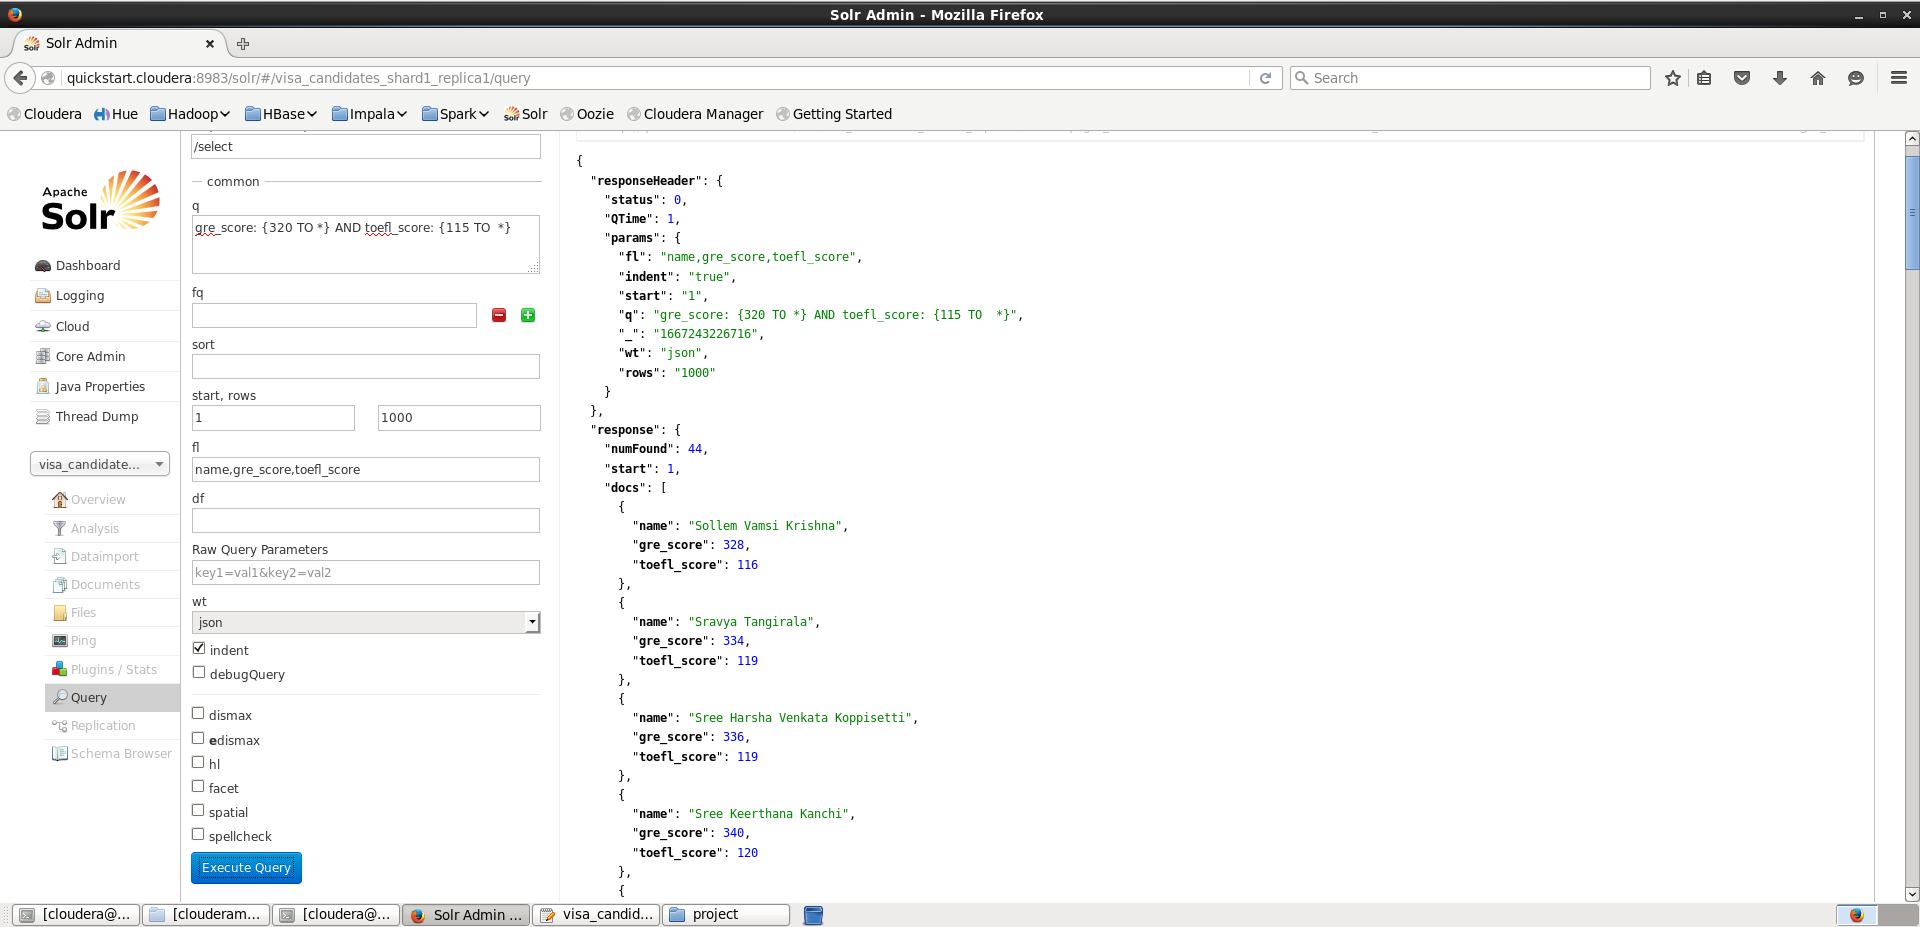 Solr Admin - Mozilla Firefox
Solr Admin
quickstart.cloudera:8983/solr/#/visa_candidates_shard1_replica1/query
Search
Cloudera Hue Hadoop HBase Impala Spark Solr Oozie Cloudera Manager Getting Started
Apache
Solr
Dashboard
Logging
Cloud
Core Admin
Java Properties
Thread Dump
visa_candidate...
Overview
Analysis
Dataimport
Documents
Files
Ping
Plugins / Stats
Query
Replication
Schema Browser
/select
common
q
gre_score: {320 TO *} AND toefl_score: {115 TO  *}
fq
sort
start, rows
1 1000
fl
name,gre_score,toefl_score
df
Raw Query Parameters
key1=val1&key2=val2
wt
json
indent
debugQuery
dismax
edismax
hl
facet
spatial
spellcheck
Execute Query
{
"responseHeader": {
"status": 0,
"QTime": 1,
"params": {
"fl": "name,gre_score,toefl_score",
"indent": "true",
"start": "1",
"q": "gre_score: {320 TO *} AND toefl_score: {115 TO  *}",
"_": "1667243226716",
"wt": "json",
"rows": "1000"
}
},
"response": {
"numFound": 44,
"start": 1,
"docs": [
{
"name": "Sollem Vamsi Krishna",
"gre_score": 328,
"toefl_score": 116
},
{
"name": "Sravya Tangirala",
"gre_score": 334,
"toefl_score": 119
},
{
"name": "Sree Harsha Venkata Koppisetti",
"gre_score": 336,
"toefl_score": 119
},
{
"name": "Sree Keerthana Kanchi",
"gre_score": 340,
"toefl_score": 120
},
{
[cloudera@... [clouderam... [cloudera@... Solr Admin ... visa_candid... project